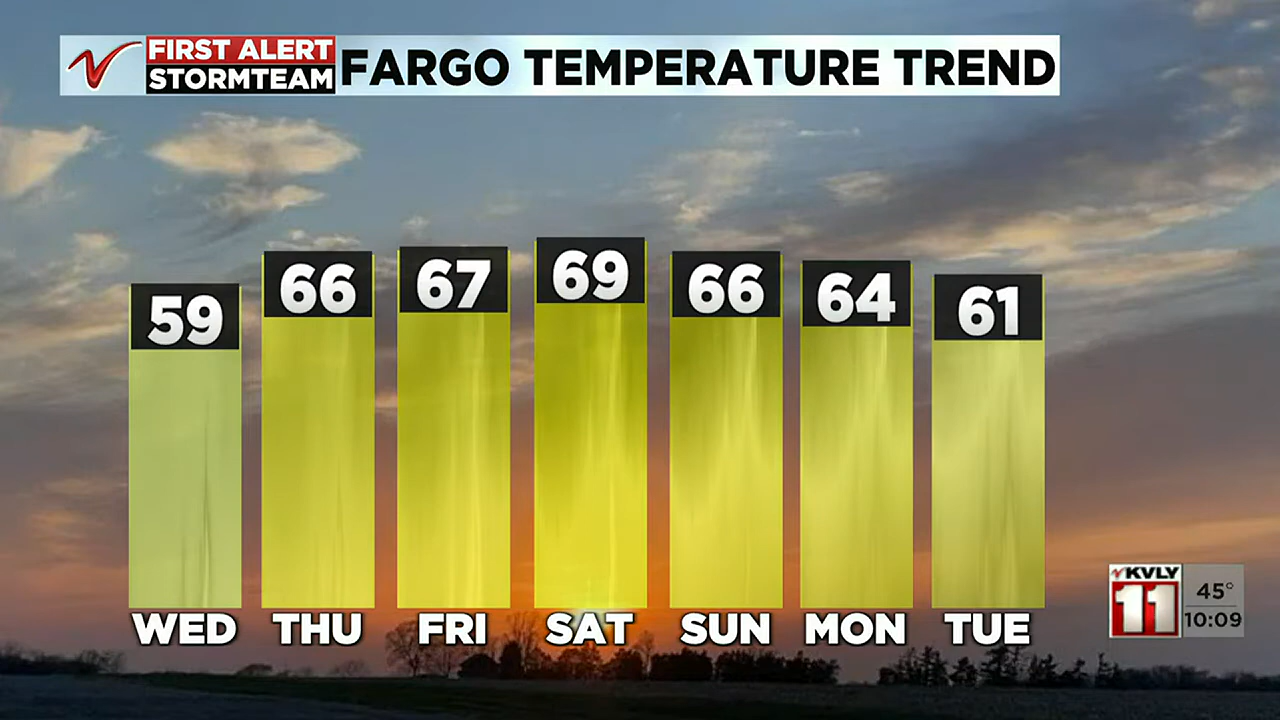 FIRST ALERT
STORMTEAM
FARGO TEMPERATURE TREND
59 66 67 69 66 64 61
WED THU FRI SAT SUN MON TUE
KVLY
11
45°
10:09